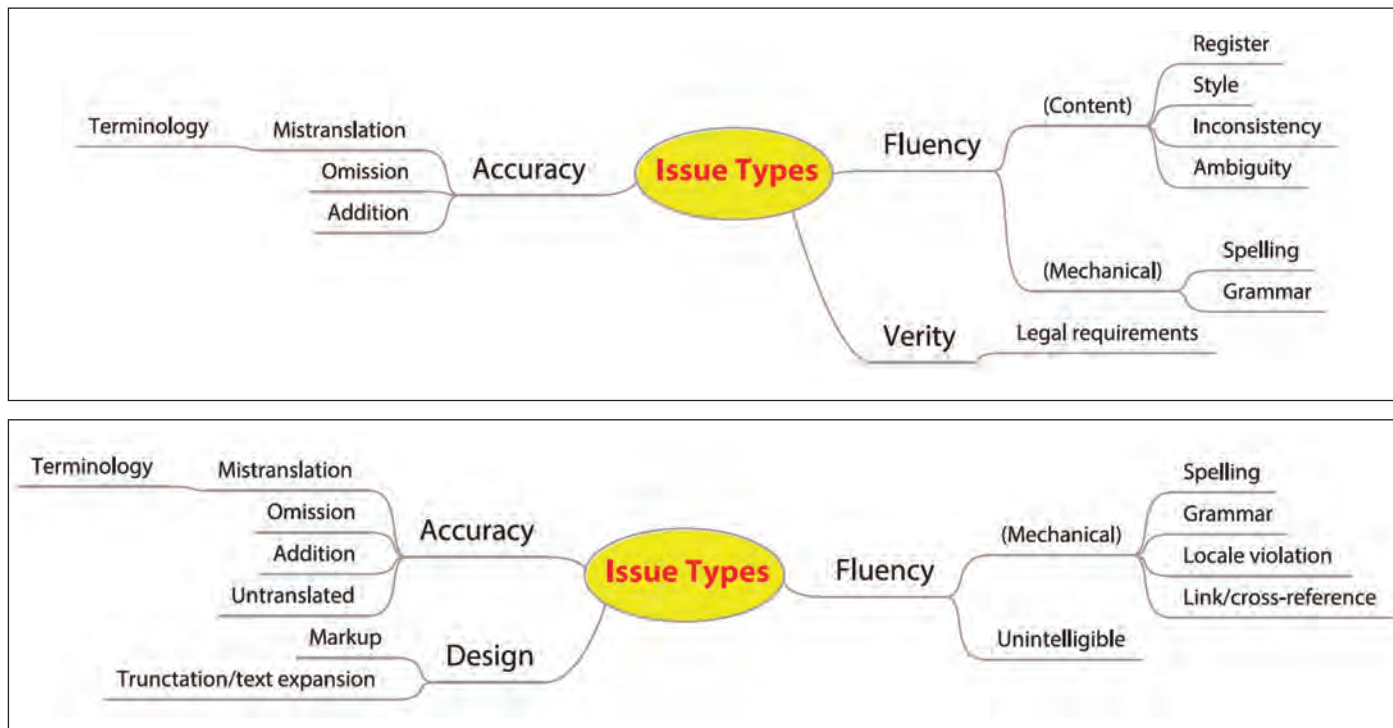 Terminology
Mistranslation
Omission
Addition
Accuracy
Issue Types
Fluency
(Content)
Register
Style
Inconsistency
Ambiguity
(Mechanical)
Spelling
Grammar
Verity
Legal requirements
Terminology
Mistranslation
Omission
Addition
Untranslated
Accuracy
Markup
Trunctation/text expansion
Design
Issue Types
Fluency
(Mechanical)
Spelling
Grammar
Locale violation
Link/cross-reference
Unintelligible